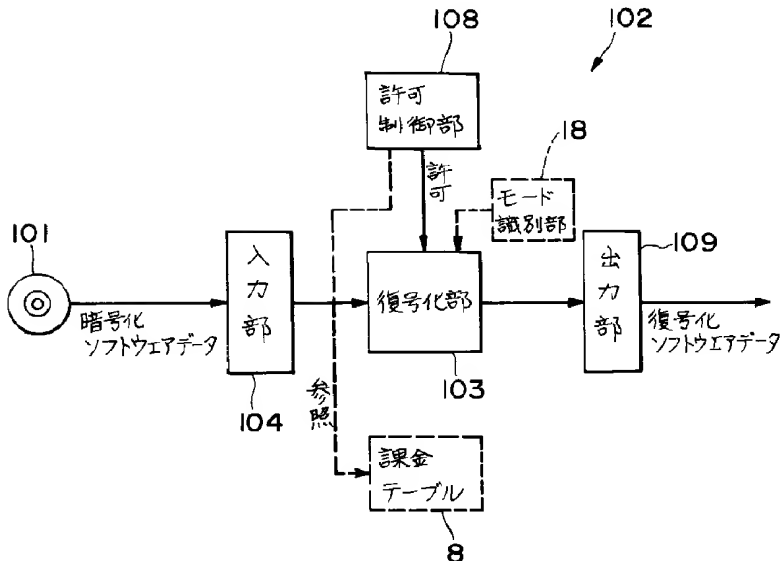 108
102
許可
制御部
18
許可
モード
識別部
101
109
入力部
復号化部
出力部
暗号化
ソフトウェアデータ
復号化
ソフトウエアデータ
103
104
参照
課金
テーブル
8